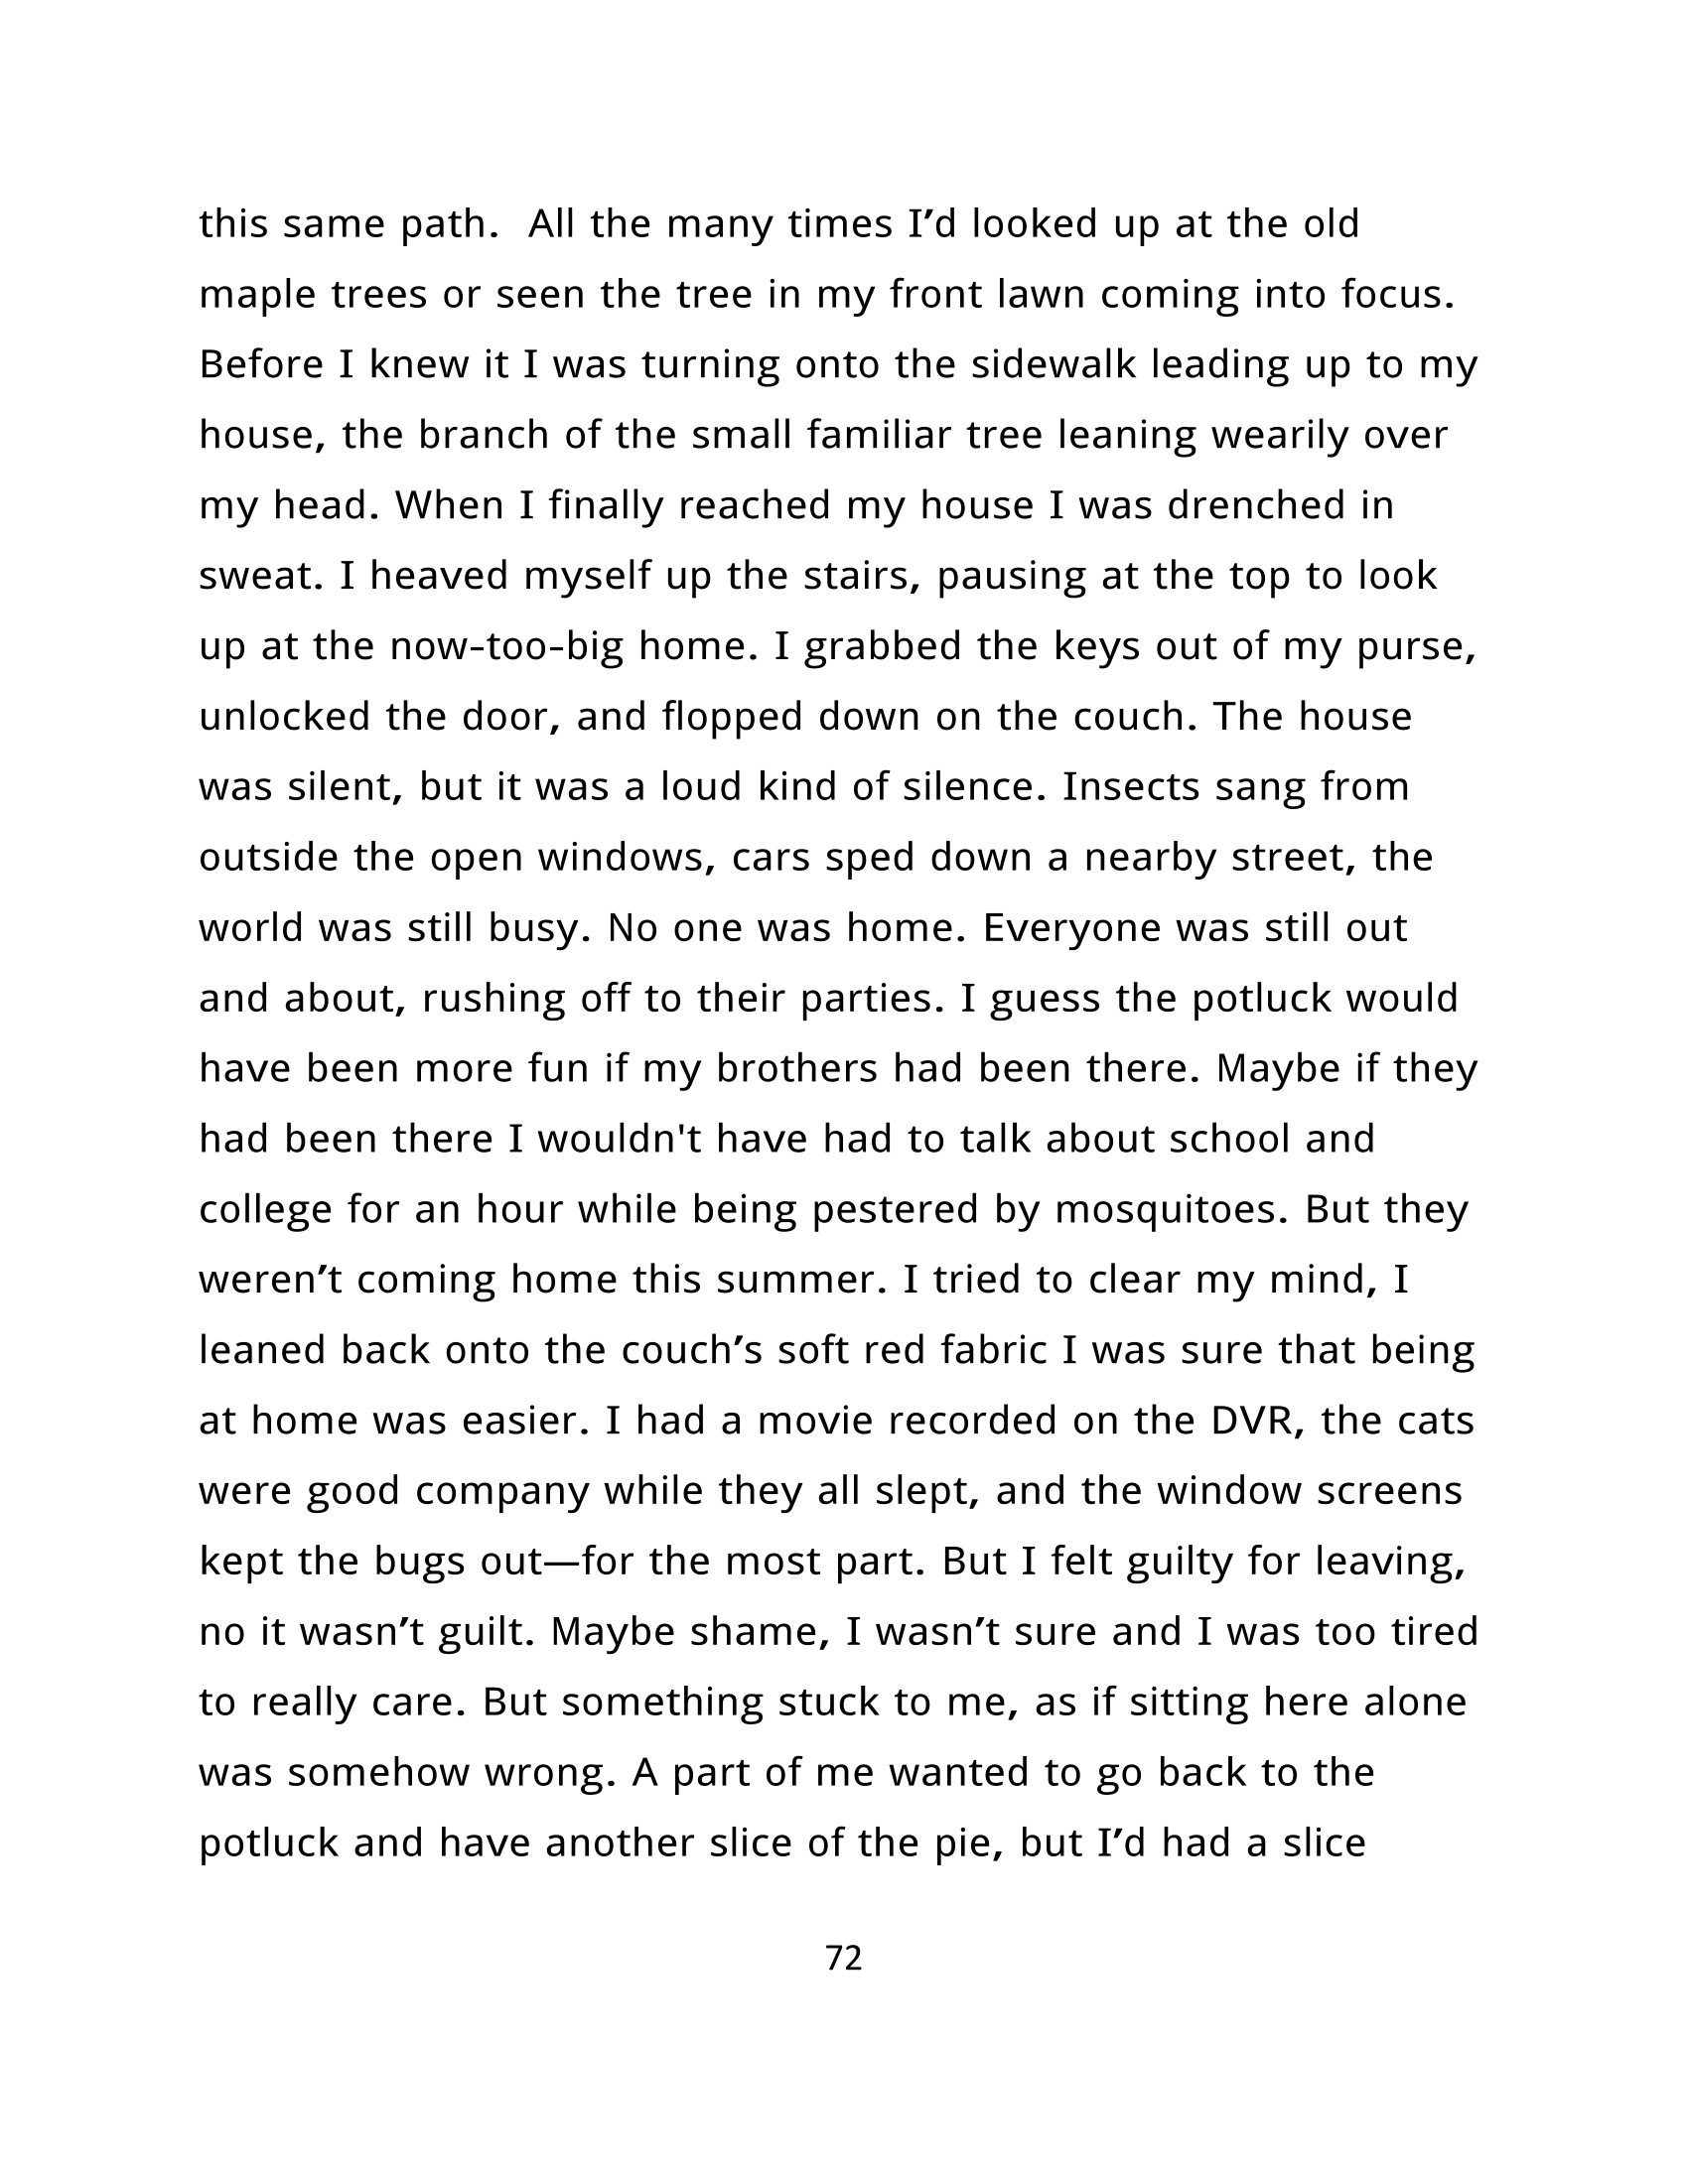 this same path.  All the many times I’d looked up at the old
maple trees or seen the tree in my front lawn coming into focus.
Before I knew it I was turning onto the sidewalk leading up to my
house, the branch of the small familiar tree leaning wearily over
my head. When I finally reached my house I was drenched in
sweat. I heaved myself up the stairs, pausing at the top to look
up at the now-too-big home. I grabbed the keys out of my purse,
unlocked the door, and flopped down on the couch. The house
was silent, but it was a loud kind of silence. Insects sang from
outside the open windows, cars sped down a nearby street, the
world was still busy. No one was home. Everyone was still out
and about, rushing off to their parties. I guess the potluck would
have been more fun if my brothers had been there. Maybe if they
had been there I wouldn't have had to talk about school and
college for an hour while being pestered by mosquitoes. But they
weren’t coming home this summer. I tried to clear my mind, I
leaned back onto the couch’s soft red fabric I was sure that being
at home was easier. I had a movie recorded on the DVR, the cats
were good company while they all slept, and the window screens
kept the bugs out—for the most part. But I felt guilty for leaving,
no it wasn’t guilt. Maybe shame, I wasn’t sure and I was too tired
to really care. But something stuck to me, as if sitting here alone
was somehow wrong. A part of me wanted to go back to the
potluck and have another slice of the pie, but I’d had a slice
72